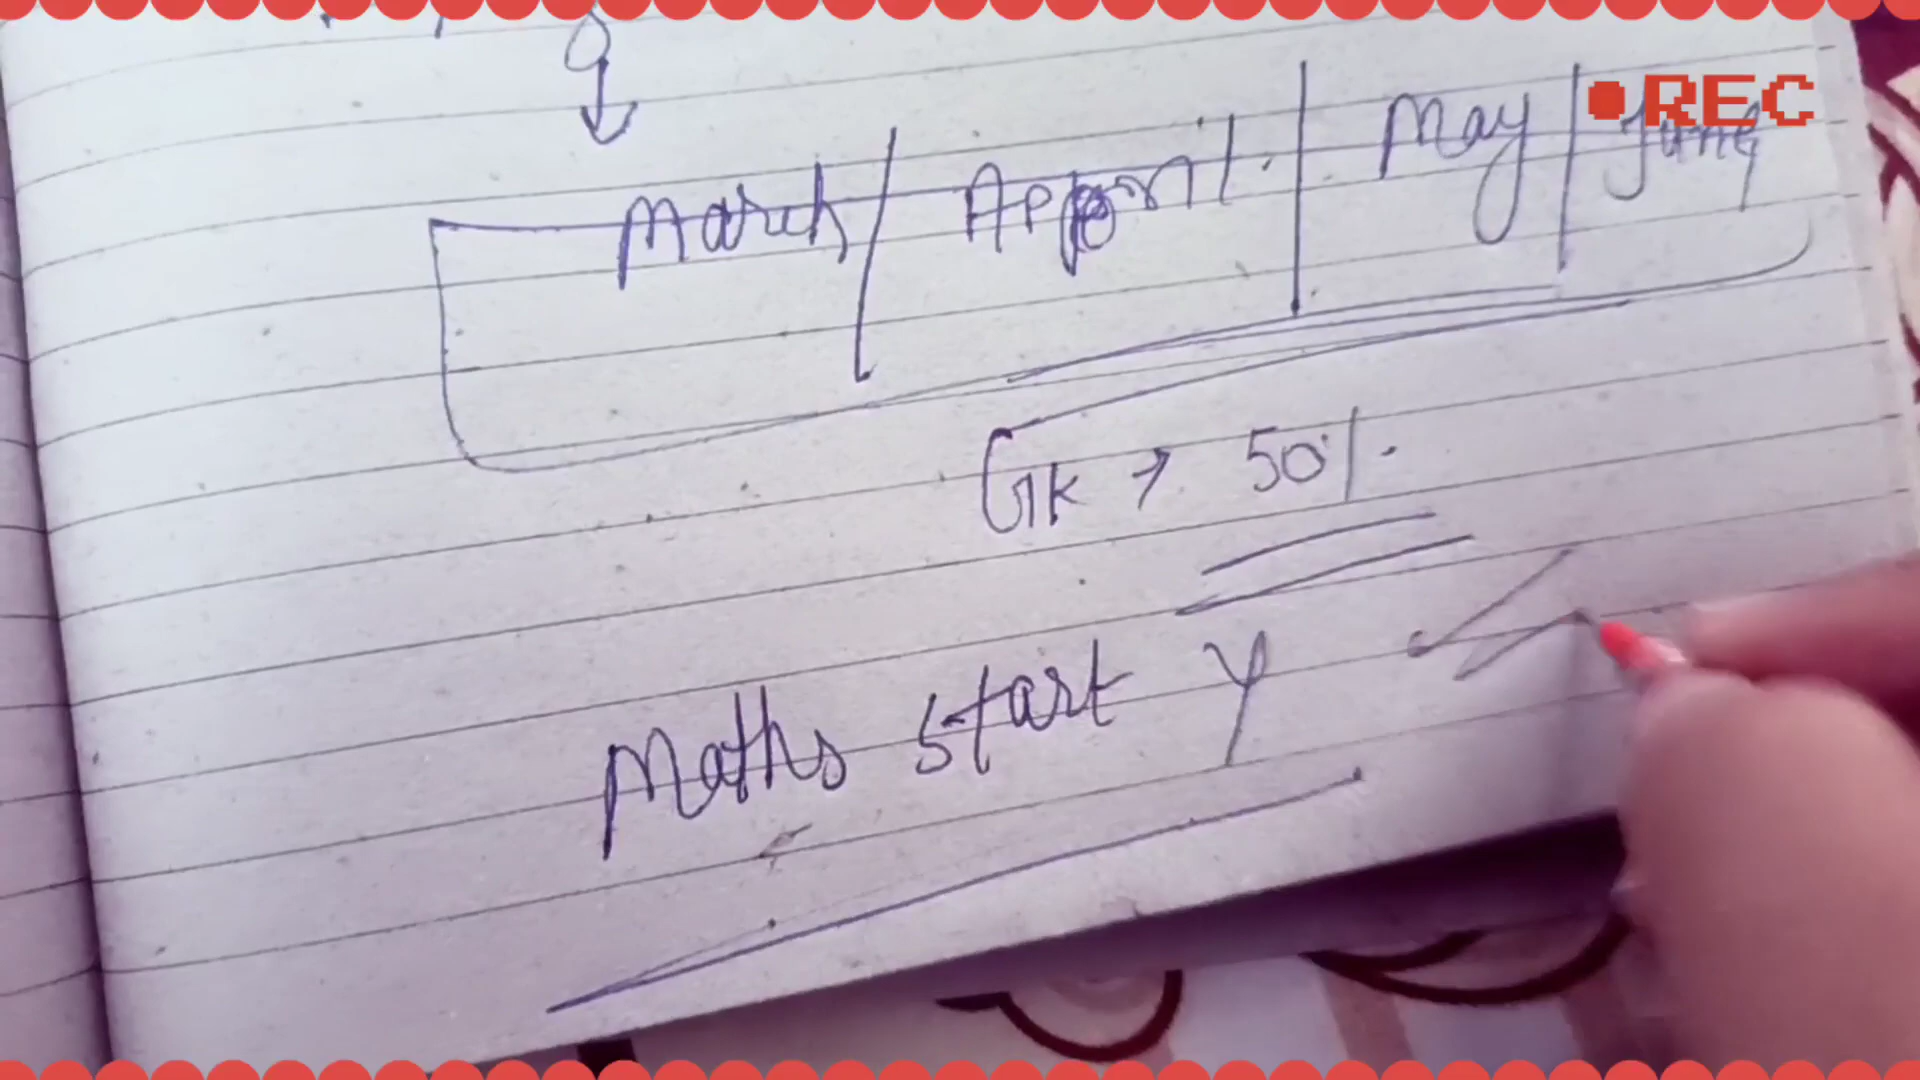 REC
March / April. | May | June
GK → 50%.
Maths start